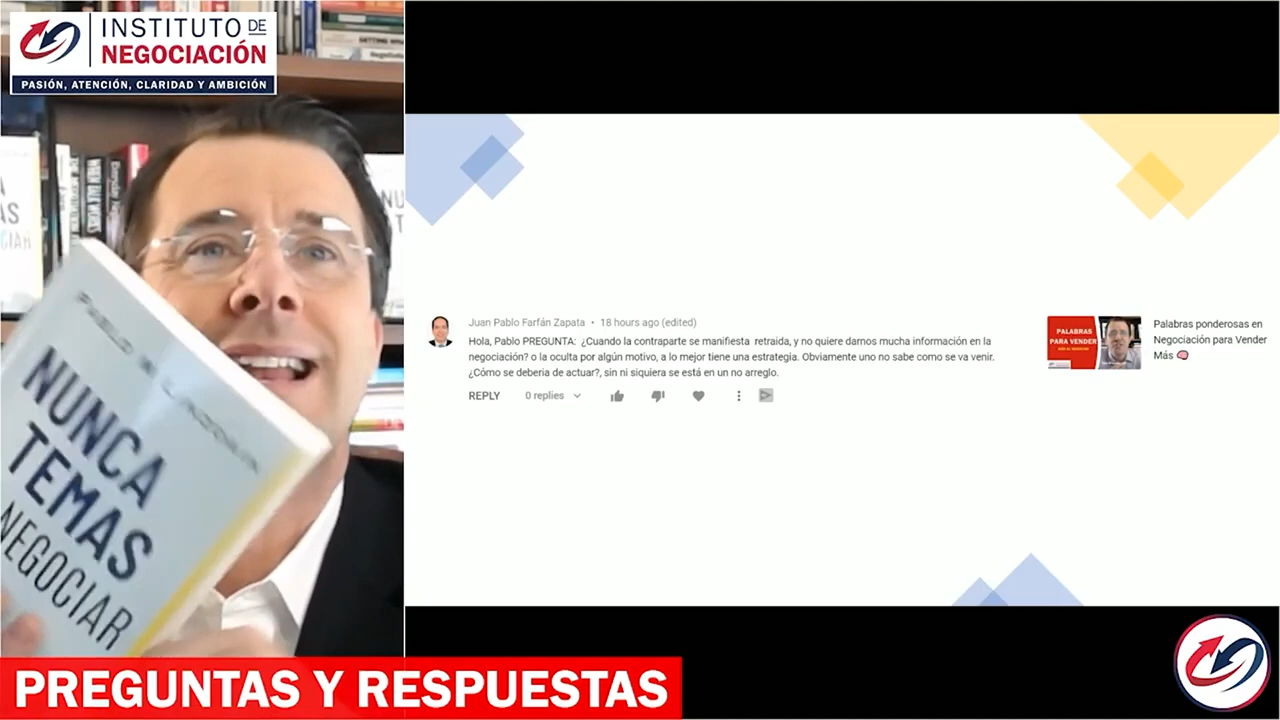 INSTITUTO DE
NEGOCIACIÓN
PASIÓN, ATENCIÓN, CLARIDAD Y AMBICIÓN
NUNCA
TEMAS
NEGOCIAR
Juan Pablo Farfán Zapata • 18 hours ago (edited)
Hola, Pablo PREGUNTA: ¿Cuando la contraparte se manifiesta retraida, y no quiere darnos mucha información en la
negociación? o la oculta por algún motivo, a lo mejor tiene una estrategia. Obviamente uno no sabe como se va venir.
¿Cómo se deberia de actuar?, sin ni siquiera se está en un no arreglo.
REPLY 0 replies
PALABRAS
PARA VENDER
Palabras ponderosas en
Negociación para Vender
Más 🧠
PREGUNTAS Y RESPUESTAS